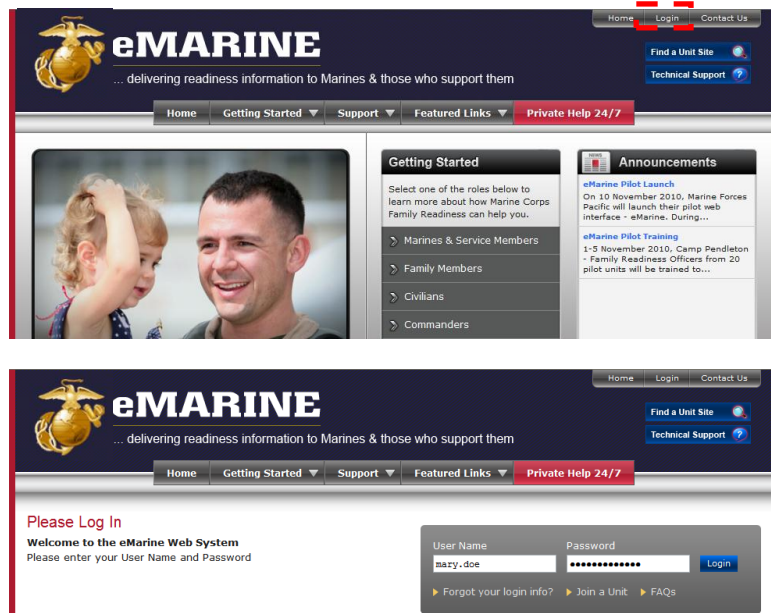 Home Login Contact Us
eMARINE
... delivering readiness information to Marines & those who support them
Find a Unit Site
Technical Support
Home Getting Started Support Featured Links Private Help 24/7
Getting Started
Select one of the roles below to
learn more about how Marine Corps
Family Readiness can help you.
Marines & Service Members
Family Members
Civilians
Commanders
NEWS
Announcements
eMarine Pilot Launch
On 10 November 2010, Marine Forces
Pacific will launch their pilot web
interface - eMarine. During...
eMarine Pilot Training
1-5 November 2010, Camp Pendleton
- Family Readiness Officers from 20
pilot units will be trained to...
Home Login Contact Us
eMARINE
... delivering readiness information to Marines & those who support them
Find a Unit Site
Technical Support
Home Getting Started Support Featured Links Private Help 24/7
Please Log In
Welcome to the eMarine Web System
Please enter your User Name and Password
User Name Password
mary.doe ••••••••••••• Login
Forgot your login info? Join a Unit FAQs